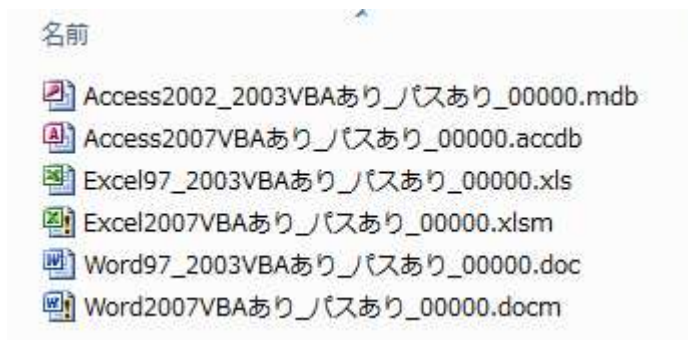 名前
Access2002_2003VBAあり_パスあり_00000.mdb
Access2007VBAあり_パスあり_00000.accdb
Excel97_2003VBAあり_パスあり_00000.xls
Excel2007VBAあり_パスあり_00000.xlsm
Word97_2003VBAあり_パスあり_00000.doc
Word2007VBAあり_パスあり_00000.docm